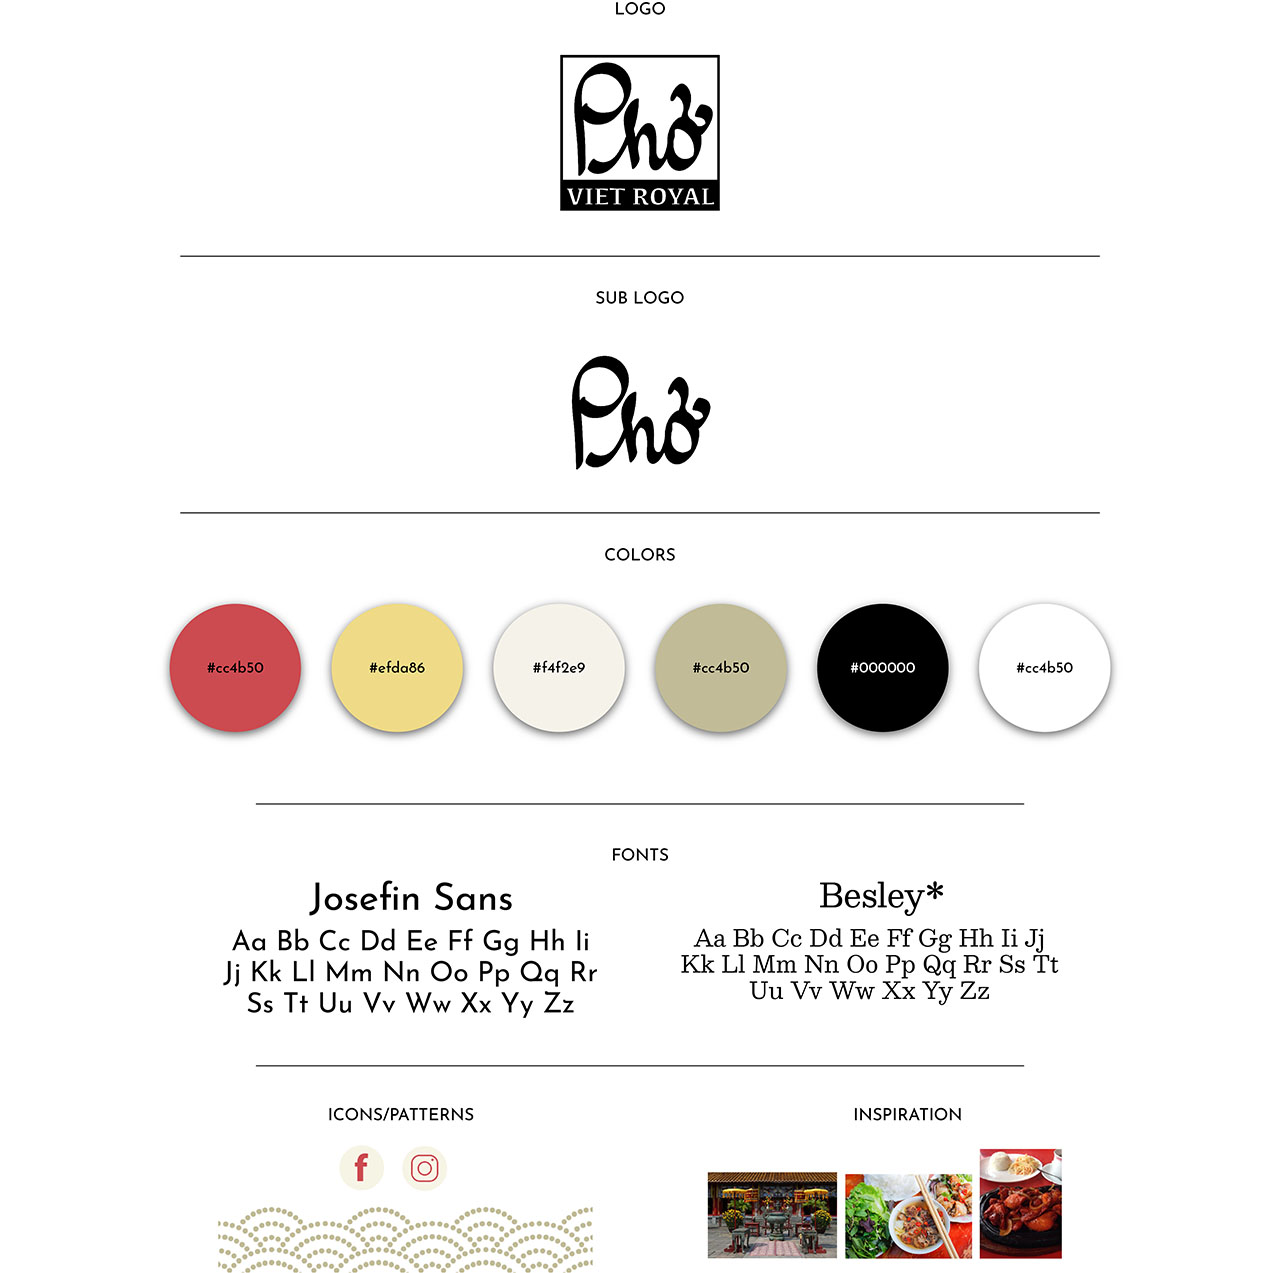 LOGO
Phở
VIET ROYAL
SUB LOGO
Phở
COLORS
#cc4b50
#efda86
#f4f2e9
#cc4b50
#000000
#cc4b50
FONTS
Josefin Sans
Aa Bb Cc Dd Ee Ff Gg Hh Ii
Jj Kk Ll Mm Nn Oo Pp Qq Rr
Ss Tt Uu Vv Ww Xx Yy Zz
Besley*
Aa Bb Cc Dd Ee Ff Gg Hh Ii Jj
Kk Ll Mm Nn Oo Pp Qq Rr Ss Tt
Uu Vv Ww Xx Yy Zz
ICONS/PATTERNS
f
INSPIRATION